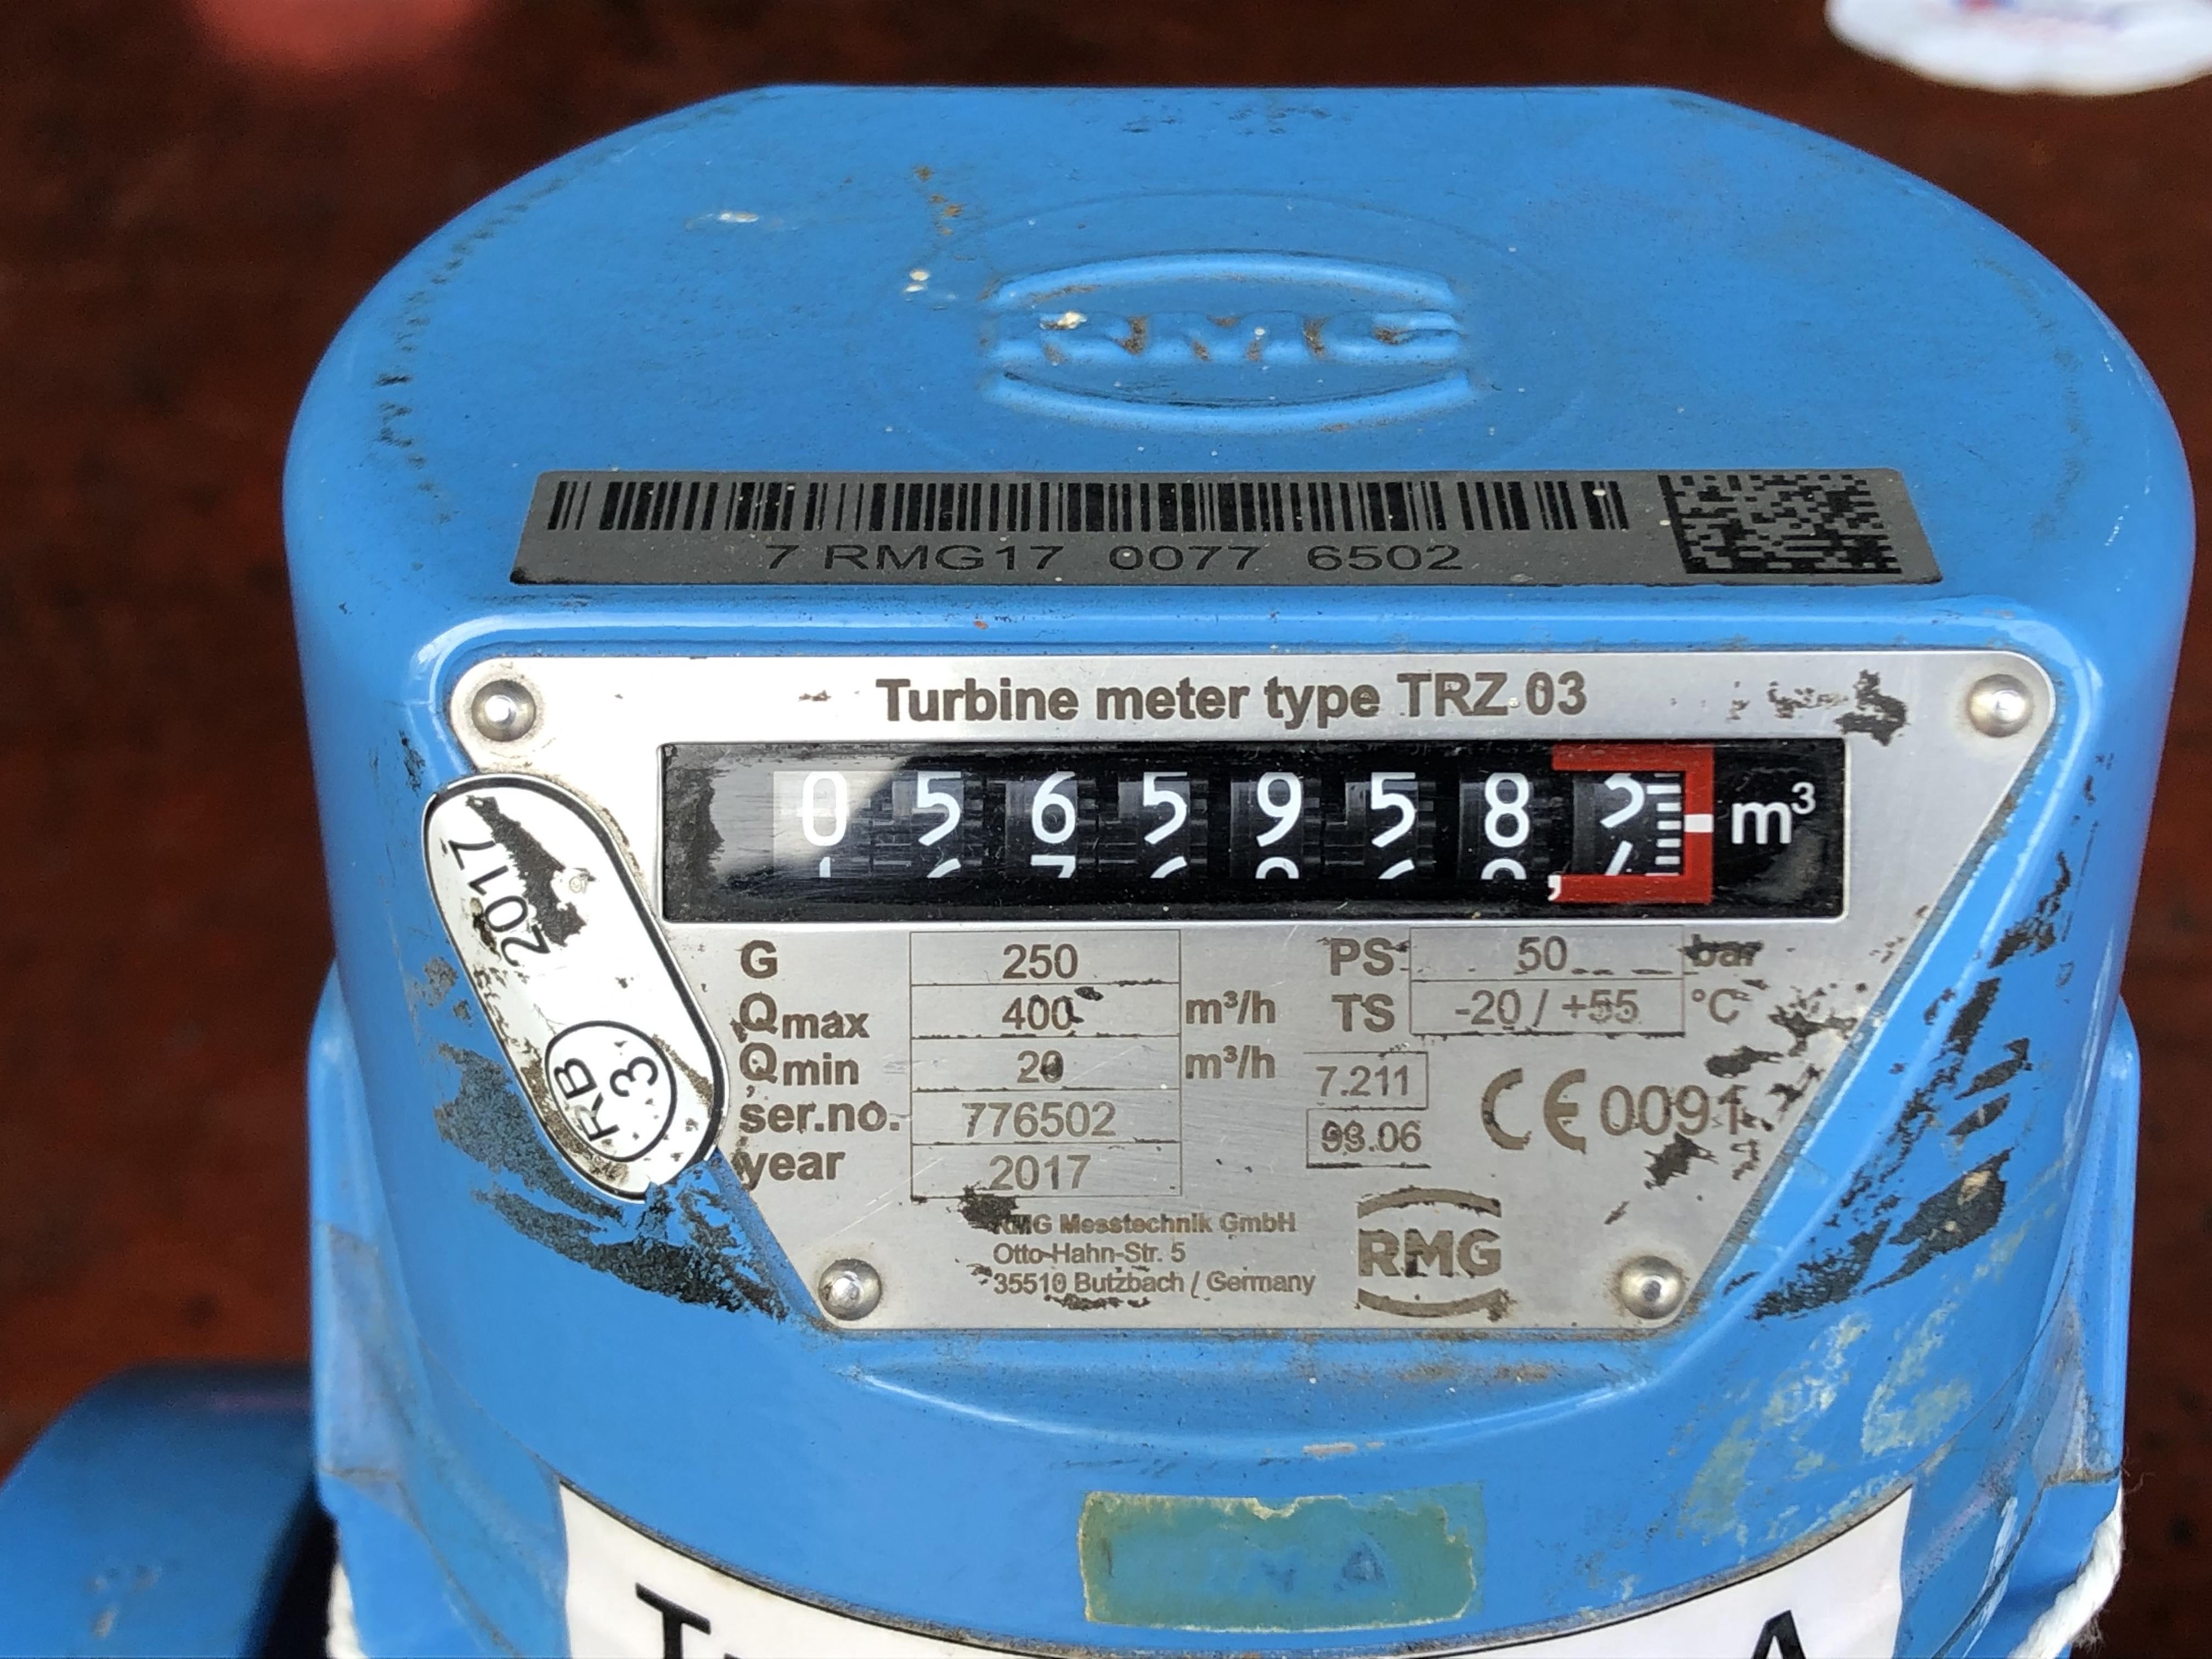 RMG
7 RMG17 0077 6502
Turbine meter type TRZ 03
0565958,3 m³
G 250 PS 50 bar
Qmax 400 m³/h TS -20 / +55 °C
Qmin 20 m³/h 7.211
ser.no. 776502 CE 0091
98.06
year 2017
RMG Messtechnik GmbH
Otto-Hahn-Str. 5
35510 Butzbach / Germany
RMG
2017
RB
3